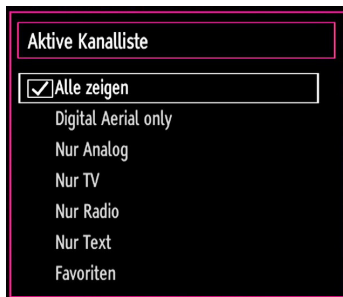 Aktive Kanalliste
Alle zeigen
Digital Aerial only
Nur Analog
Nur TV
Nur Radio
Nur Text
Favoriten